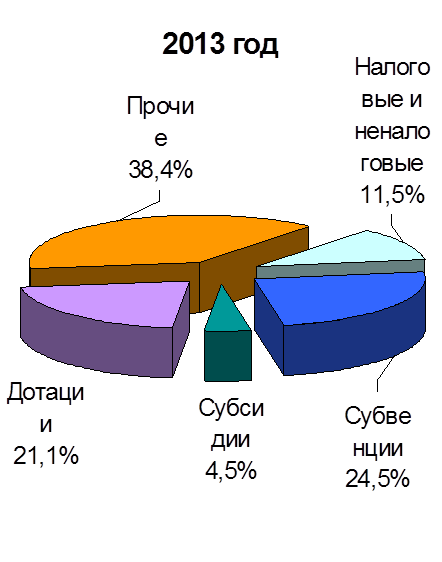 2013 год
Налого
вые и
ненало
говые
11,5%
Прочи
е
38,4%
Дотаци
и
21,1%
Субси
дии
4,5%
Субве
нции
24,5%